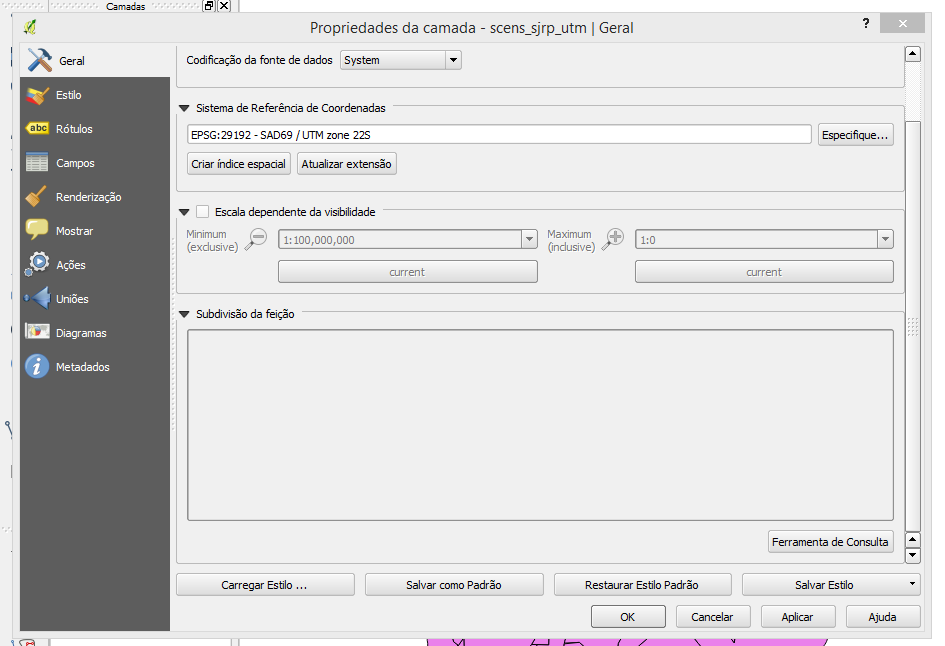 Camadas
Propriedades da camada - scens_sjrp_utm | Geral
?
Geral
Estilo
abc Rótulos
Campos
Renderização
Mostrar
Ações
Uniões
Diagramas
Metadados
Codificação da fonte de dados System
Sistema de Referência de Coordenadas
EPSG:29192 - SAD69 / UTM zone 22S Especifique...
Criar índice espacial Atualizar extensão
Escala dependente da visibilidade
Minimum (exclusive) 1:100,000,000 Maximum (inclusive) 1:0
current current
Subdivisão da feição
Ferramenta de Consulta
Carregar Estilo ... Salvar como Padrão Restaurar Estilo Padrão Salvar Estilo
OK Cancelar Aplicar Ajuda